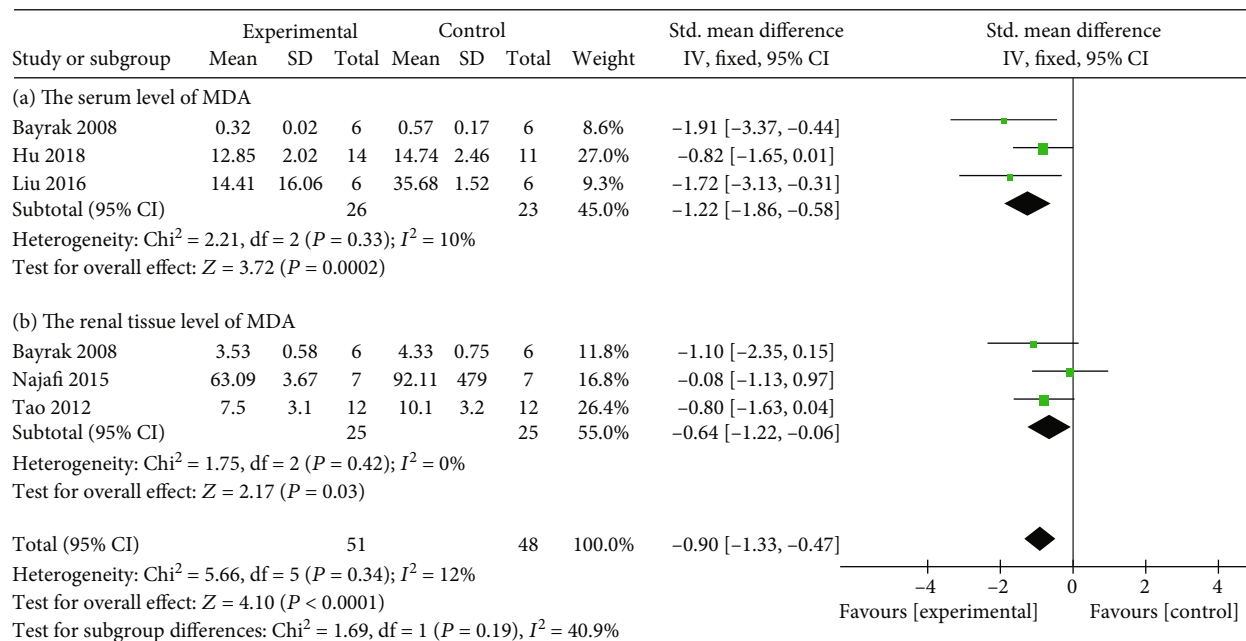 Experimental Control Std. mean difference Std. mean difference
Study or subgroup Mean SD Total Mean SD Total Weight IV, fixed, 95% CI IV, fixed, 95% CI
(a) The serum level of MDA
Bayrak 2008 0.32 0.02 6 0.57 0.17 6 8.6% –1.91 [–3.37, –0.44]
Hu 2018 12.85 2.02 14 14.74 2.46 11 27.0% –0.82 [–1.65, 0.01]
Liu 2016 14.41 16.06 6 35.68 1.52 6 9.3% –1.72 [–3.13, –0.31]
Subtotal (95% CI) 26 23 45.0% –1.22 [–1.86, –0.58]
Heterogeneity: Chi² = 2.21, df = 2 (P = 0.33); I² = 10%
Test for overall effect: Z = 3.72 (P = 0.0002)
(b) The renal tissue level of MDA
Bayrak 2008 3.53 0.58 6 4.33 0.75 6 11.8% –1.10 [–2.35, 0.15]
Najafi 2015 63.09 3.67 7 92.11 479 7 16.8% –0.08 [–1.13, 0.97]
Tao 2012 7.5 3.1 12 10.1 3.2 12 26.4% –0.80 [–1.63, 0.04]
Subtotal (95% CI) 25 25 55.0% –0.64 [–1.22, –0.06]
Heterogeneity: Chi² = 1.75, df = 2 (P = 0.42); I² = 0%
Test for overall effect: Z = 2.17 (P = 0.03)
Total (95% CI) 51 48 100.0% –0.90 [–1.33, –0.47]
Heterogeneity: Chi² = 5.66, df = 5 (P = 0.34); I² = 12%
Test for overall effect: Z = 4.10 (P < 0.0001)
Test for subgroup differences: Chi² = 1.69, df = 1 (P = 0.19), I² = 40.9%
–4 –2 0 2 4
Favours [experimental] Favours [control]